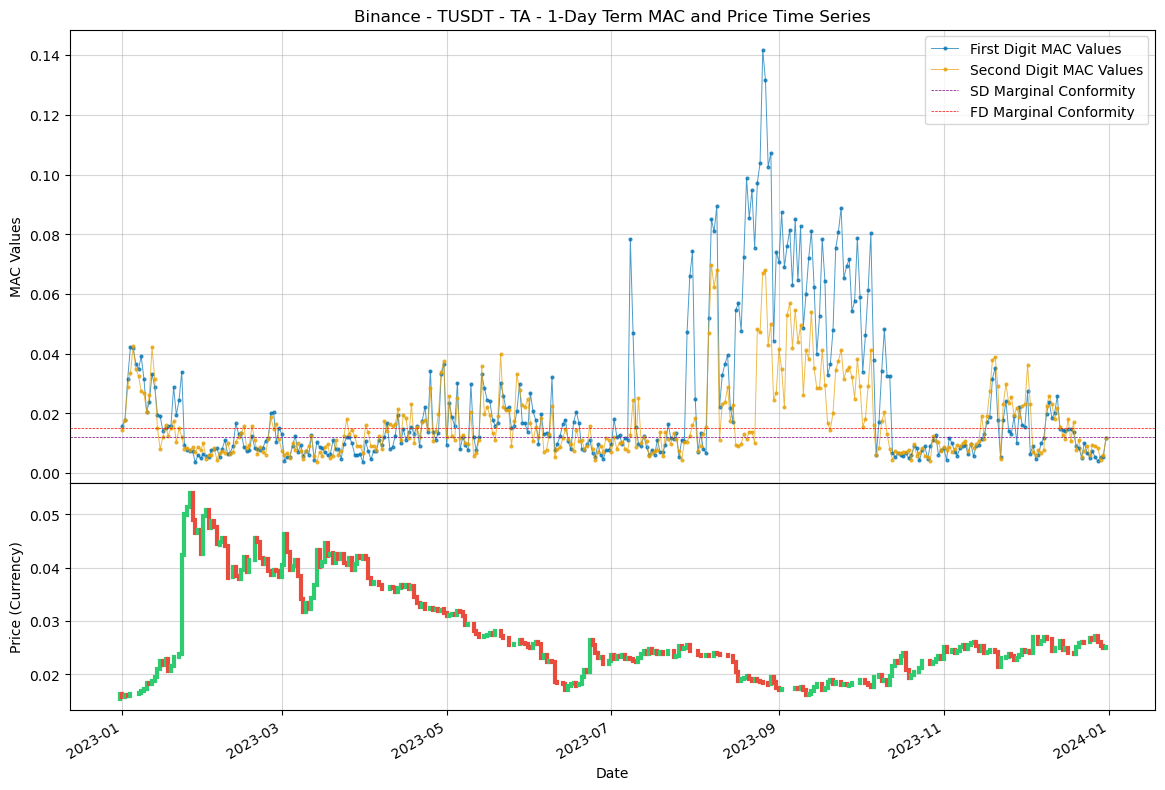 Binance - TUSDT - TA - 1-Day Term MAC and Price Time Series
First Digit MAC Values
Second Digit MAC Values
SD Marginal Conformity
FD Marginal Conformity
MAC Values
0.14
0.12
0.10
0.08
0.06
0.04
0.02
0.00
Price (Currency)
0.05
0.04
0.03
0.02
2023-01
2023-03
2023-05
2023-07
2023-09
2023-11
2024-01
Date